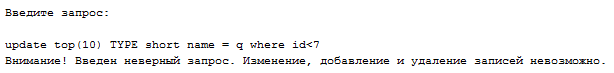 Введите запрос:
update top(10) TYPE short name = q where id<7
Внимание! Введен неверный запрос. Изменение, добавление и удаление записей невозможно.